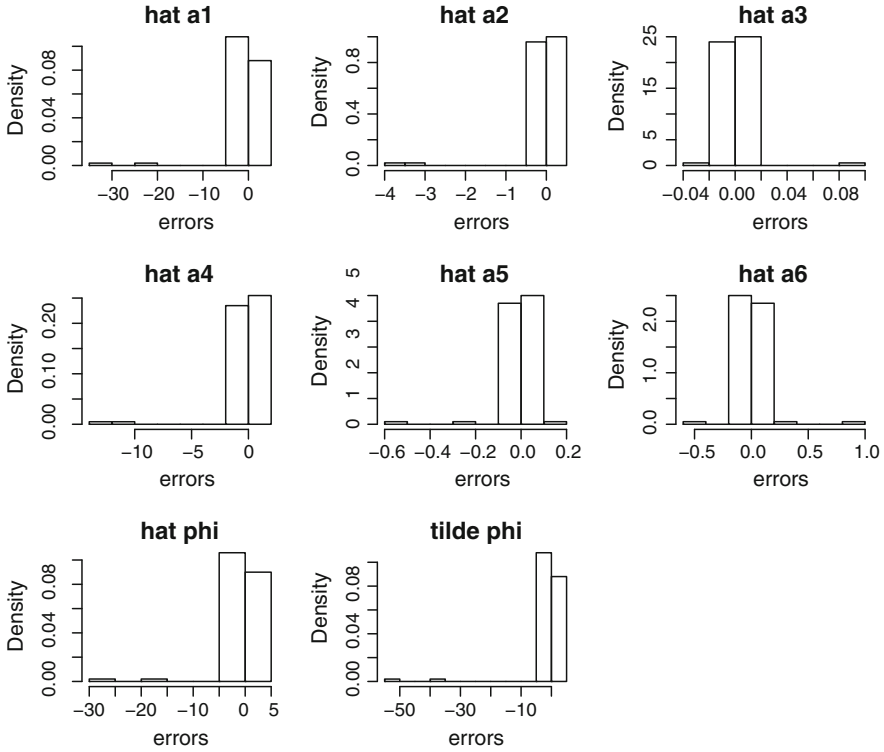 hat a1
Density
0.00 0.04 0.08
−30 −20 −10 0
errors
hat a2
Density
0.0 0.4 0.8
−4 −3 −2 −1 0
errors
hat a3
Density
0 5 15 25
−0.04 0.00 0.04 0.08
errors
hat a4
Density
0.00 0.10 0.20
−10 −5 0
errors
hat a5
Density
0 1 2 3 4 5
−0.6 −0.4 −0.2 0.0 0.2
errors
hat a6
Density
0.0 1.0 2.0
−0.5 0.0 0.5 1.0
errors
hat phi
Density
0.00 0.04 0.08
−30 −20 −10 0 5
errors
tilde phi
Density
0.00 0.04 0.08
−50 −30 −10
errors